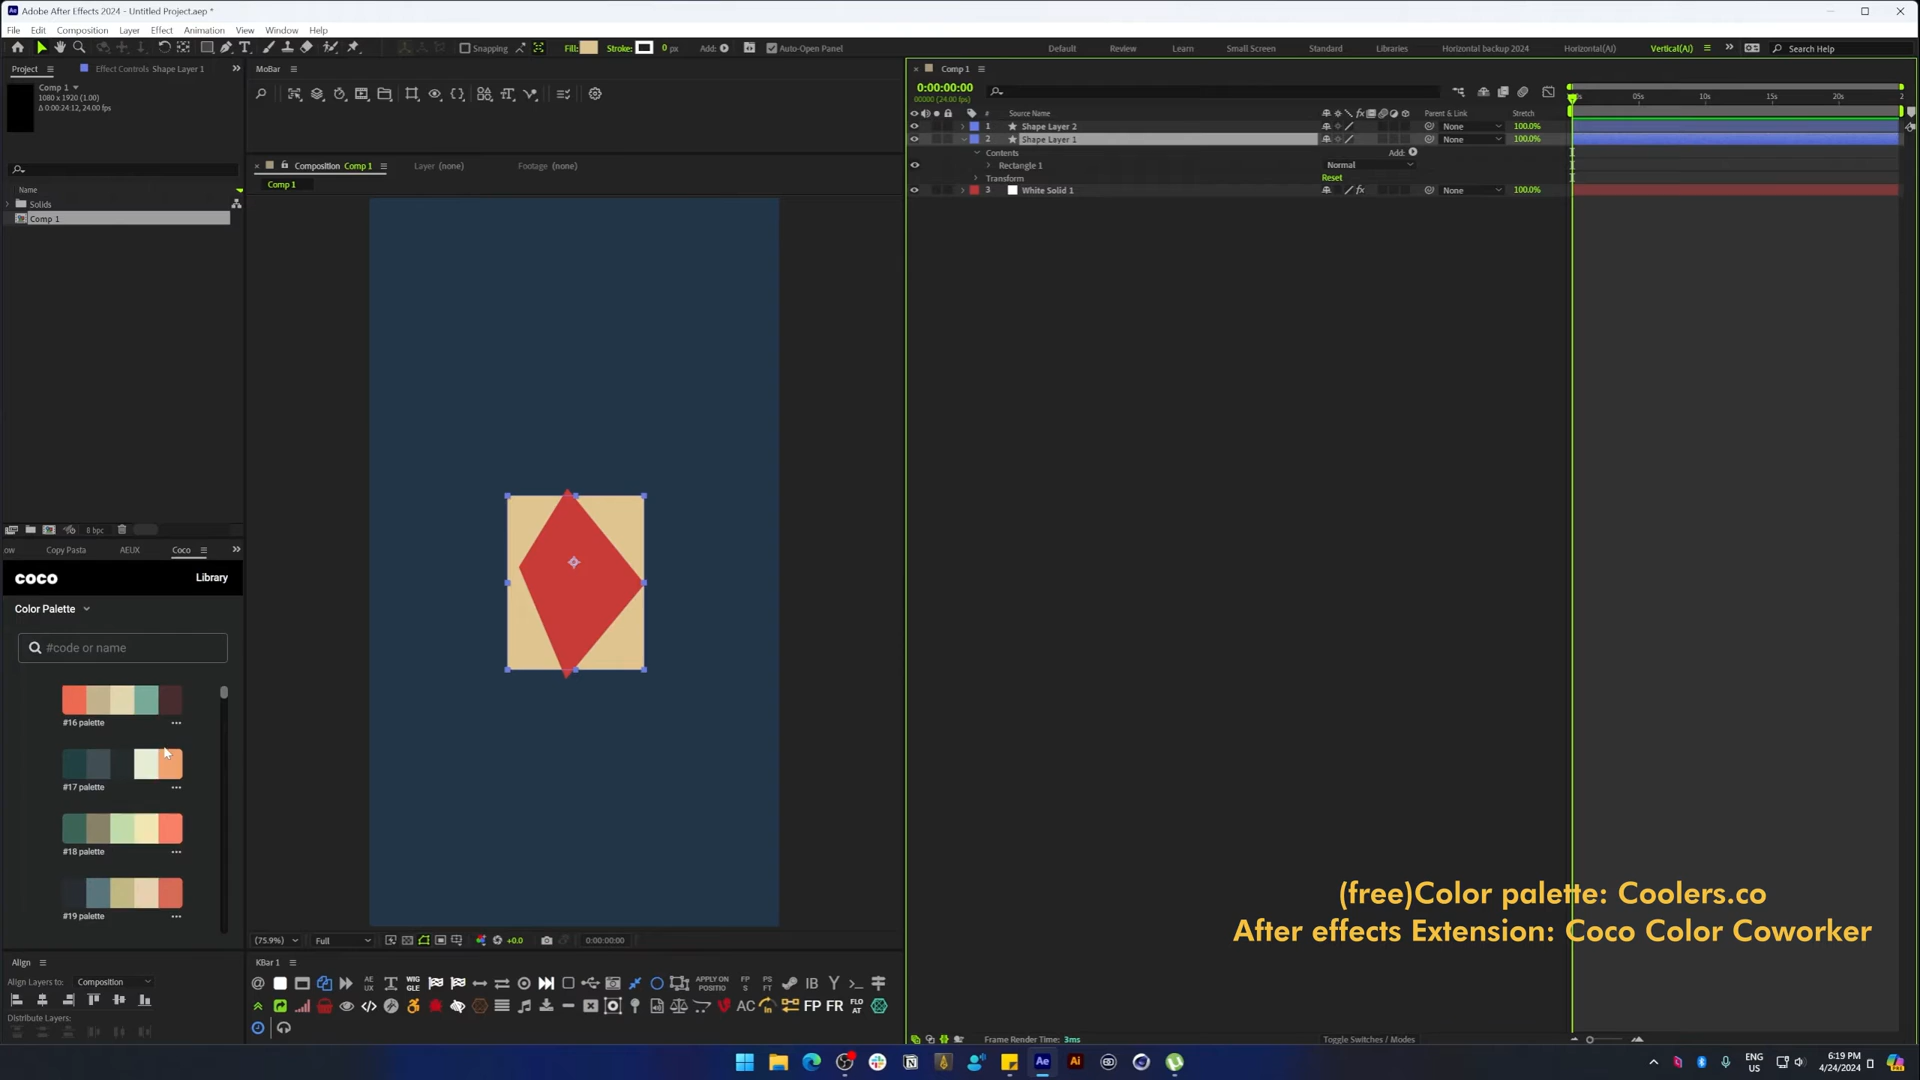 Adobe After Effects 2024 - Untitled Project.aep *
File Edit Composition Layer Effect Animation View Window Help
Snapping Fill: Stroke: 0 px Add: Auto-Open Panel Default Review Learn Small Screen Standard Libraries Horizontal backup 2024 Horizontal(AI) Vertical(AI) Search Help
Project Effect Controls Shape Layer 1
Comp 1
1080 x 1920 (1.00)
Δ 0:00:24:12, 24.00 fps
Name
Solids
Comp 1
8 bpc
MoBar
Composition Comp 1 Layer (none) Footage (none)
Comp 1
Comp 1
0:00:00:00
00000 (24.00 fps)
# Source Name Parent & Link Stretch
1 Shape Layer 2 None 100.0%
2 Shape Layer 1 None 100.0%
Contents Add:
Rectangle 1 Normal
Transform Reset
3 White Solid 1 None 100.0%
05s 10s 15s 20s
Copy Pasta AEUX Coco
coco Library
Color Palette
#code or name
#16 palette
#17 palette
#18 palette
#19 palette
(75.9%) Full +0.0 0:00:00:00
Align
Align Layers to: Composition
Distribute Layers:
KBar 1
AE UX WIG GLE APPLY ON POSITIO FP S PS FT IB
AC FP FR FLO AT
(free)Color palette: Coolers.co
After effects Extension: Coco Color Coworker
Frame Render Time: 3ms Toggle Switches / Modes
Ae Ai
ENG
US
6:19 PM
4/24/2024